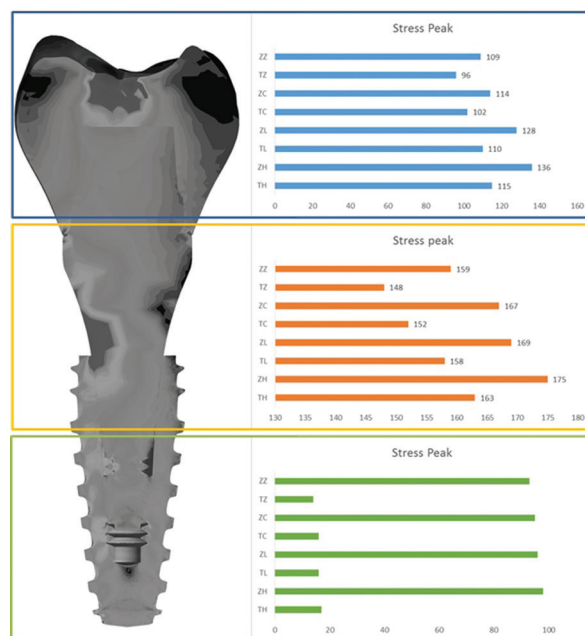 Stress Peak
ZZ 109
TZ 96
ZC 114
TC 102
ZL 128
TL 110
ZH 136
TH 115
0 20 40 60 80 100 120 140 160
Stress peak
ZZ 159
TZ 148
ZC 167
TC 152
ZL 169
TL 158
ZH 175
TH 163
130 135 140 145 150 155 160 165 170 175 180
Stress Peak
ZZ
TZ
ZC
TC
ZL
TL
ZH
TH
0 20 40 60 80 100